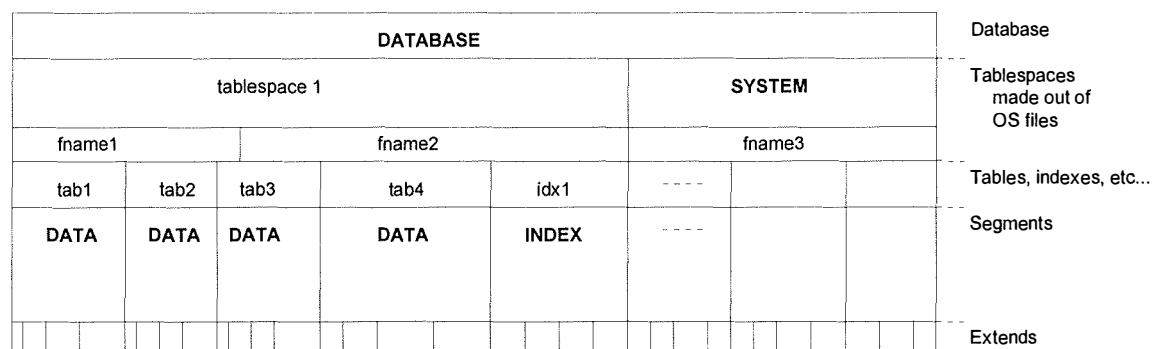 DATABASE
Database
tablespace 1
SYSTEM
Tablespaces
made out of
OS files
fname1
fname2
fname3
tab1
tab2
tab3
tab4
idx1
- - - -
Tables, indexes, etc...
DATA
DATA
DATA
DATA
INDEX
- - - -
Segments
Extends